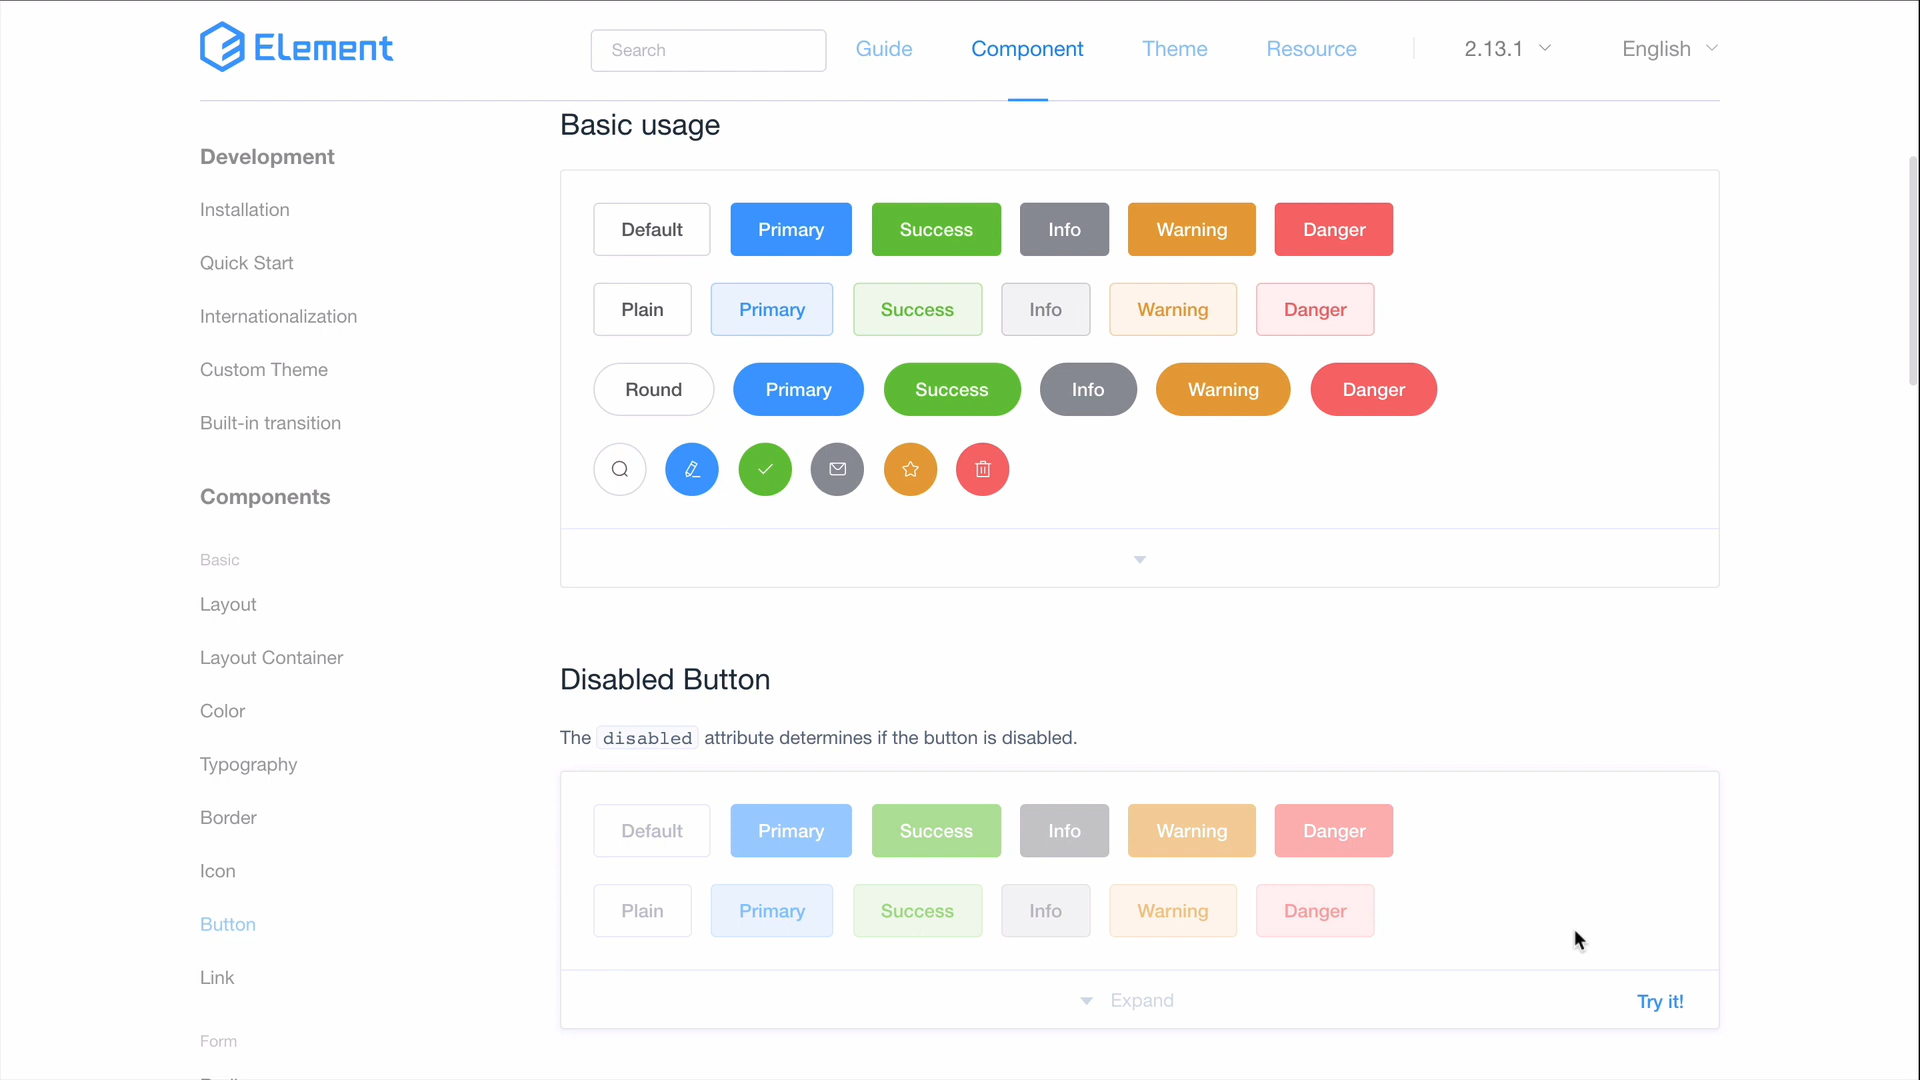 Element
Search
Guide
Component
Theme
Resource
2.13.1
English
Development
Installation
Quick Start
Internationalization
Custom Theme
Built-in transition
Components
Basic
Layout
Layout Container
Color
Typography
Border
Icon
Button
Link
Form
Basic usage
Default Primary Success Info Warning Danger
Plain Primary Success Info Warning Danger
Round Primary Success Info Warning Danger
Disabled Button
The disabled attribute determines if the button is disabled.
Default Primary Success Info Warning Danger
Plain Primary Success Info Warning Danger
Expand
Try it!